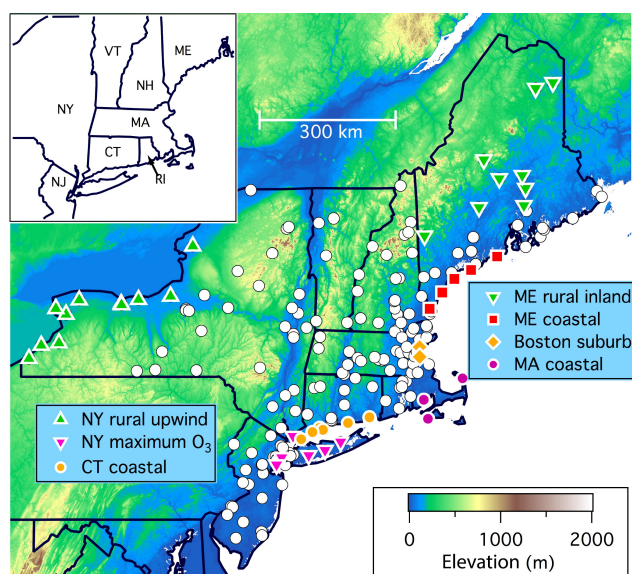 VT
ME
NH
NY
MA
CT
NJ
RI
300 km
ME rural inland
ME coastal
Boston suburb
MA coastal
NY rural upwind
NY maximum O₃
CT coastal
0 1000 2000
Elevation (m)